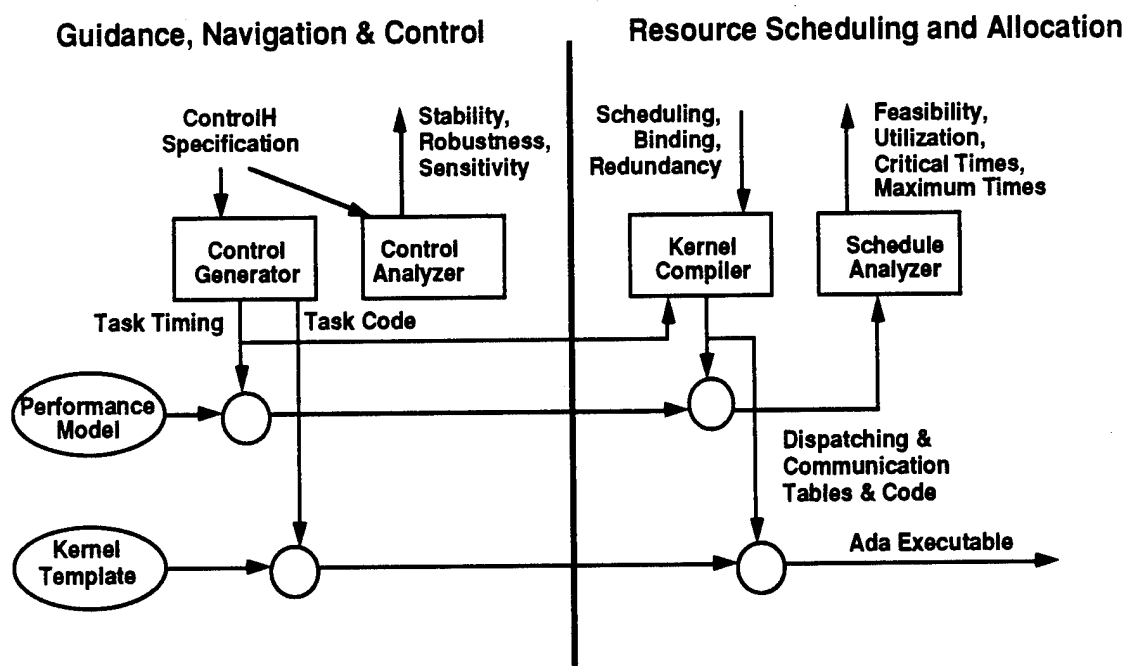 Guidance, Navigation & Control
Resource Scheduling and Allocation
ControlH
Specification
Stability,
Robustness,
Sensitivity
Scheduling,
Binding,
Redundancy
Feasibility,
Utilization,
Critical Times,
Maximum Times
Control
Generator
Control
Analyzer
Kernel
Compiler
Schedule
Analyzer
Task Timing
Task Code
Performance
Model
Dispatching &
Communication
Tables & Code
Kernel
Template
Ada Executable